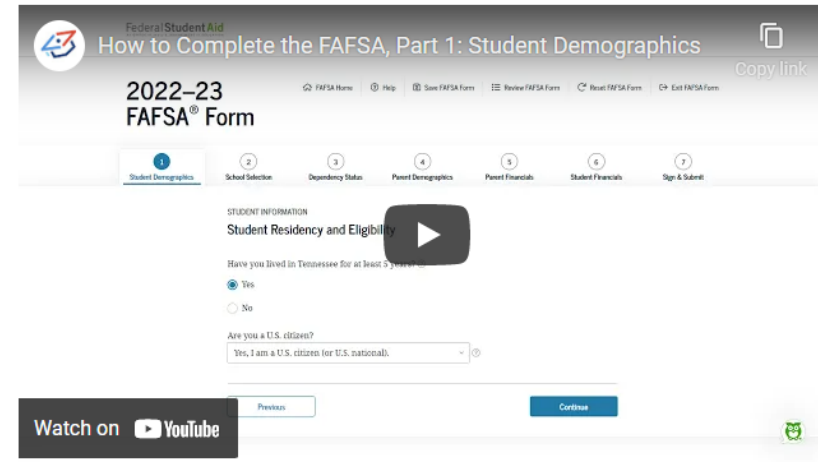 Federal Student Aid
How to Complete the FAFSA, Part 1: Student Demographics
Copy link
2022–23
FAFSA® Form
FAFSA Home Help Save FAFSA Form Review FAFSA Form Reset FAFSA Form Exit FAFSA Form
1 2 3 4 5 6 7
Student Demographics School Selection Dependency Status Parent Demographics Parent Financials Student Financials Sign & Submit
STUDENT INFORMATION
Student Residency and Eligibility
Have you lived in Tennessee for at least 5 years?
Yes
No
Are you a U.S. citizen?
Yes, I am a U.S. citizen (or U.S. national).
Previous Continue
Watch on YouTube